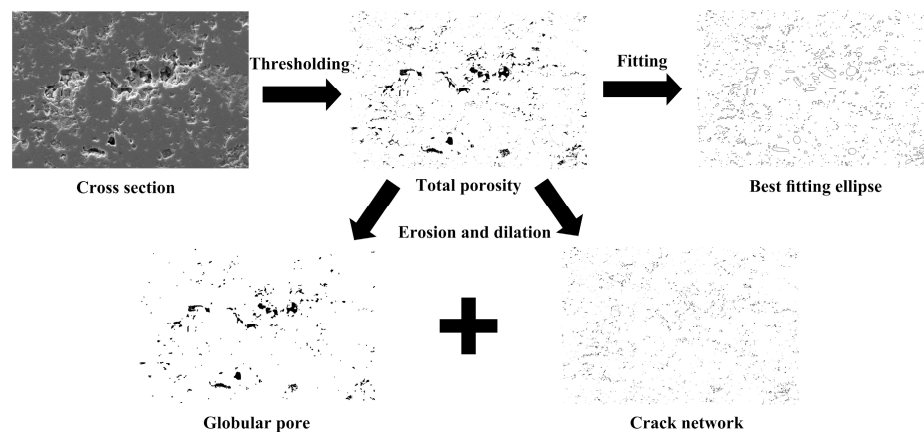 Thresholding
Fitting
Cross section
Total porosity
Best fitting ellipse
Erosion and dilation
Globular pore
Crack network